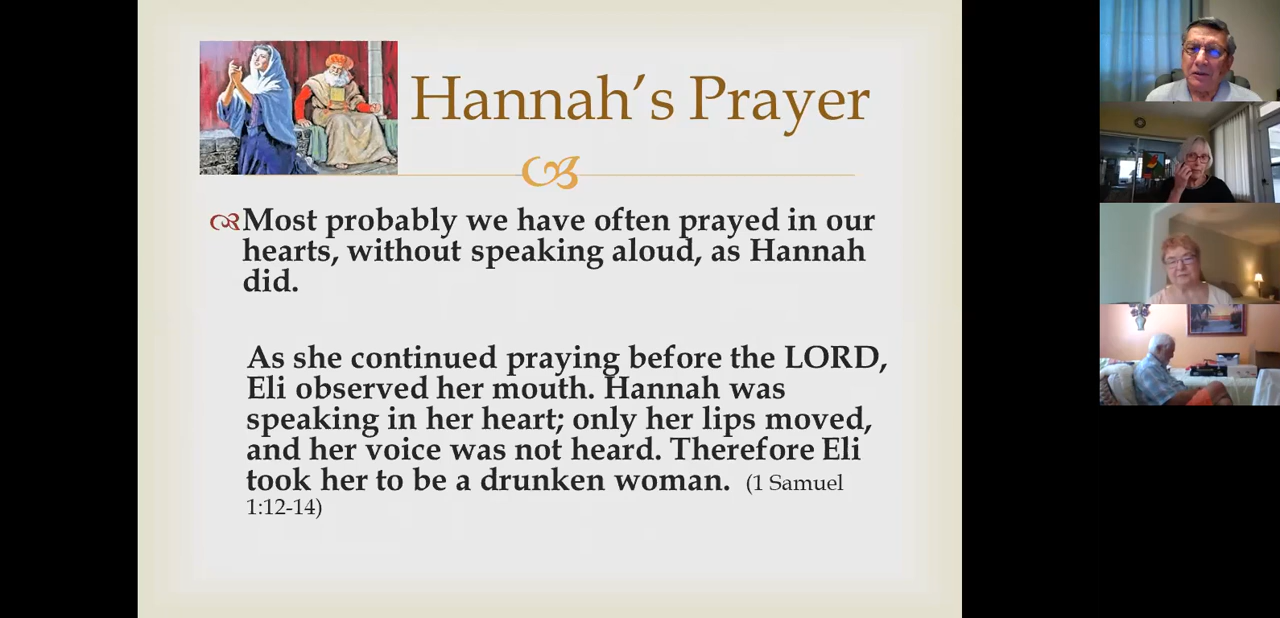 Hannah’s Prayer
Most probably we have often prayed in our
hearts, without speaking aloud, as Hannah
did.
As she continued praying before the LORD,
Eli observed her mouth. Hannah was
speaking in her heart; only her lips moved,
and her voice was not heard. Therefore Eli
took her to be a drunken woman. (1 Samuel
1:12-14)